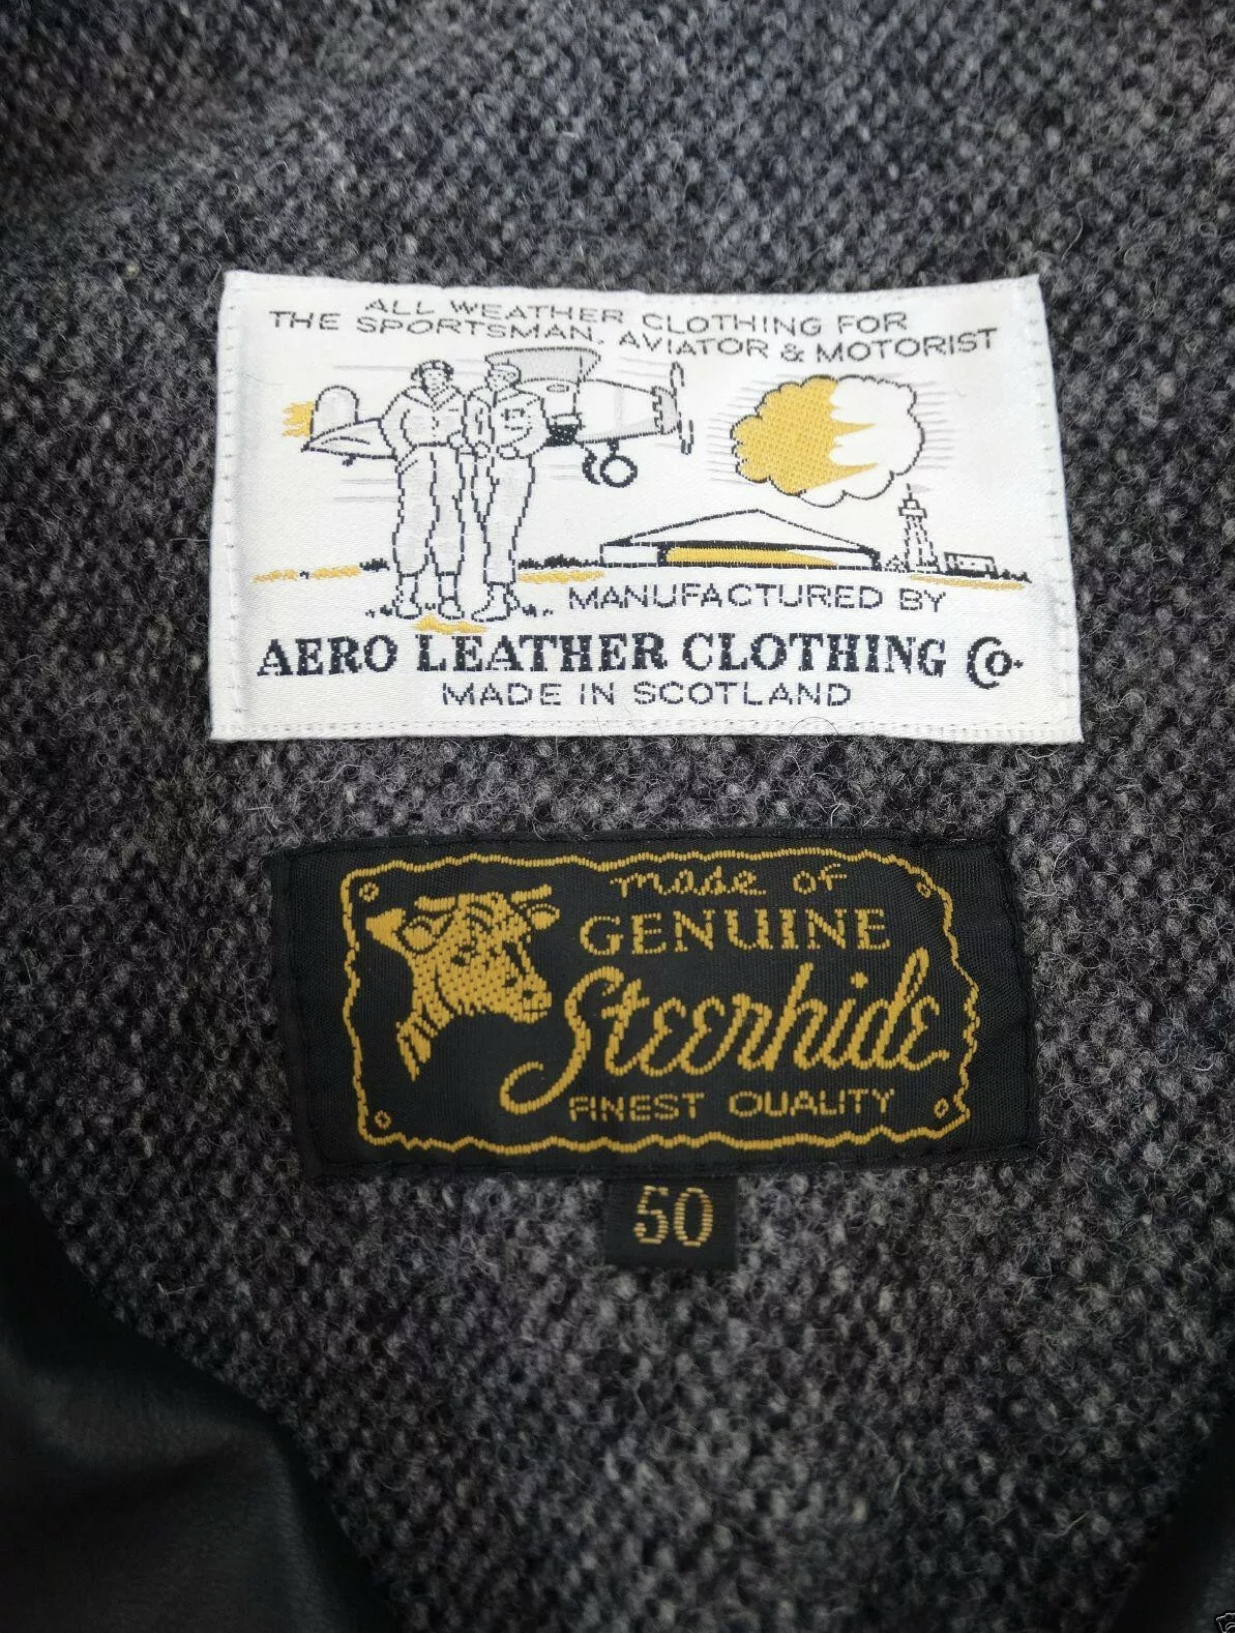 ALL WEATHER CLOTHING FOR
THE SPORTSMAN. AVIATOR & MOTORIST
MANUFACTURED BY
AERO LEATHER CLOTHING Co.
MADE IN SCOTLAND
made of
GENUINE
Steerhide
FINEST QUALITY
50